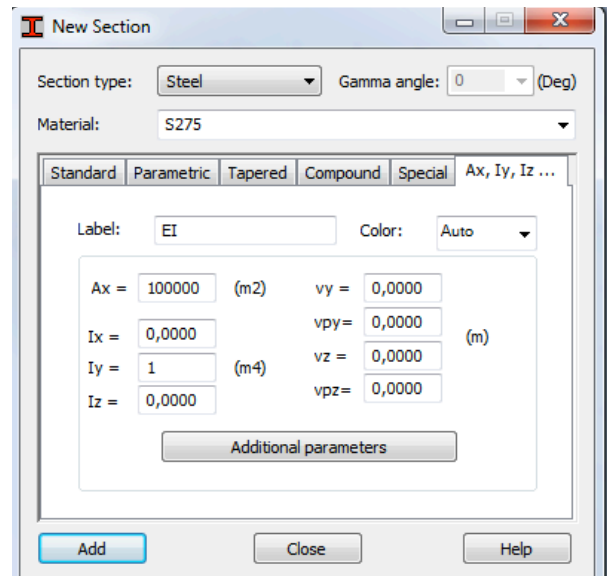 New Section
Section type: Steel Gamma angle: 0 (Deg)
Material: S275
Standard Parametric Tapered Compound Special Ax, Iy, Iz ...
Label: EI Color: Auto
Ax = 100000 (m2) vy = 0,0000
Ix = 0,0000 vpy= 0,0000 (m)
Iy = 1 (m4) vz = 0,0000
Iz = 0,0000 vpz= 0,0000
Additional parameters
Add Close Help